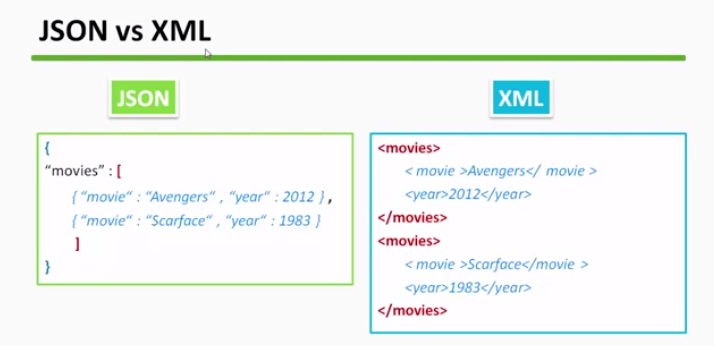 JSON vs XML
JSON
XML
{
“movies” : [
{ “movie“ : “Avengers“ , “year“ : 2012 } ,
{ “movie“ : “Scarface“ , “year“ : 1983 }
]
}
<movies>
< movie >Avengers</ movie >
<year>2012</year>
</movies>
<movies>
< movie >Scarface</movie >
<year>1983</year>
</movies>